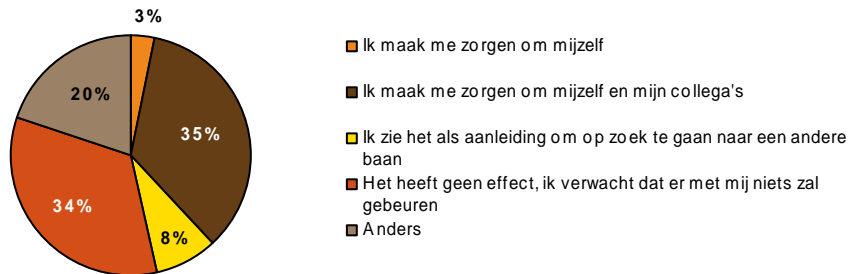 3%
Ik maak me zorgen om mijzelf
20%
Ik maak me zorgen om mijzelf en mijn collega's
35%
Ik zie het als aanleiding om op zoek te gaan naar een andere
baan
Het heeft geen effect, ik verwacht dat er met mij niets zal
gebeuren
34%
Anders
8%